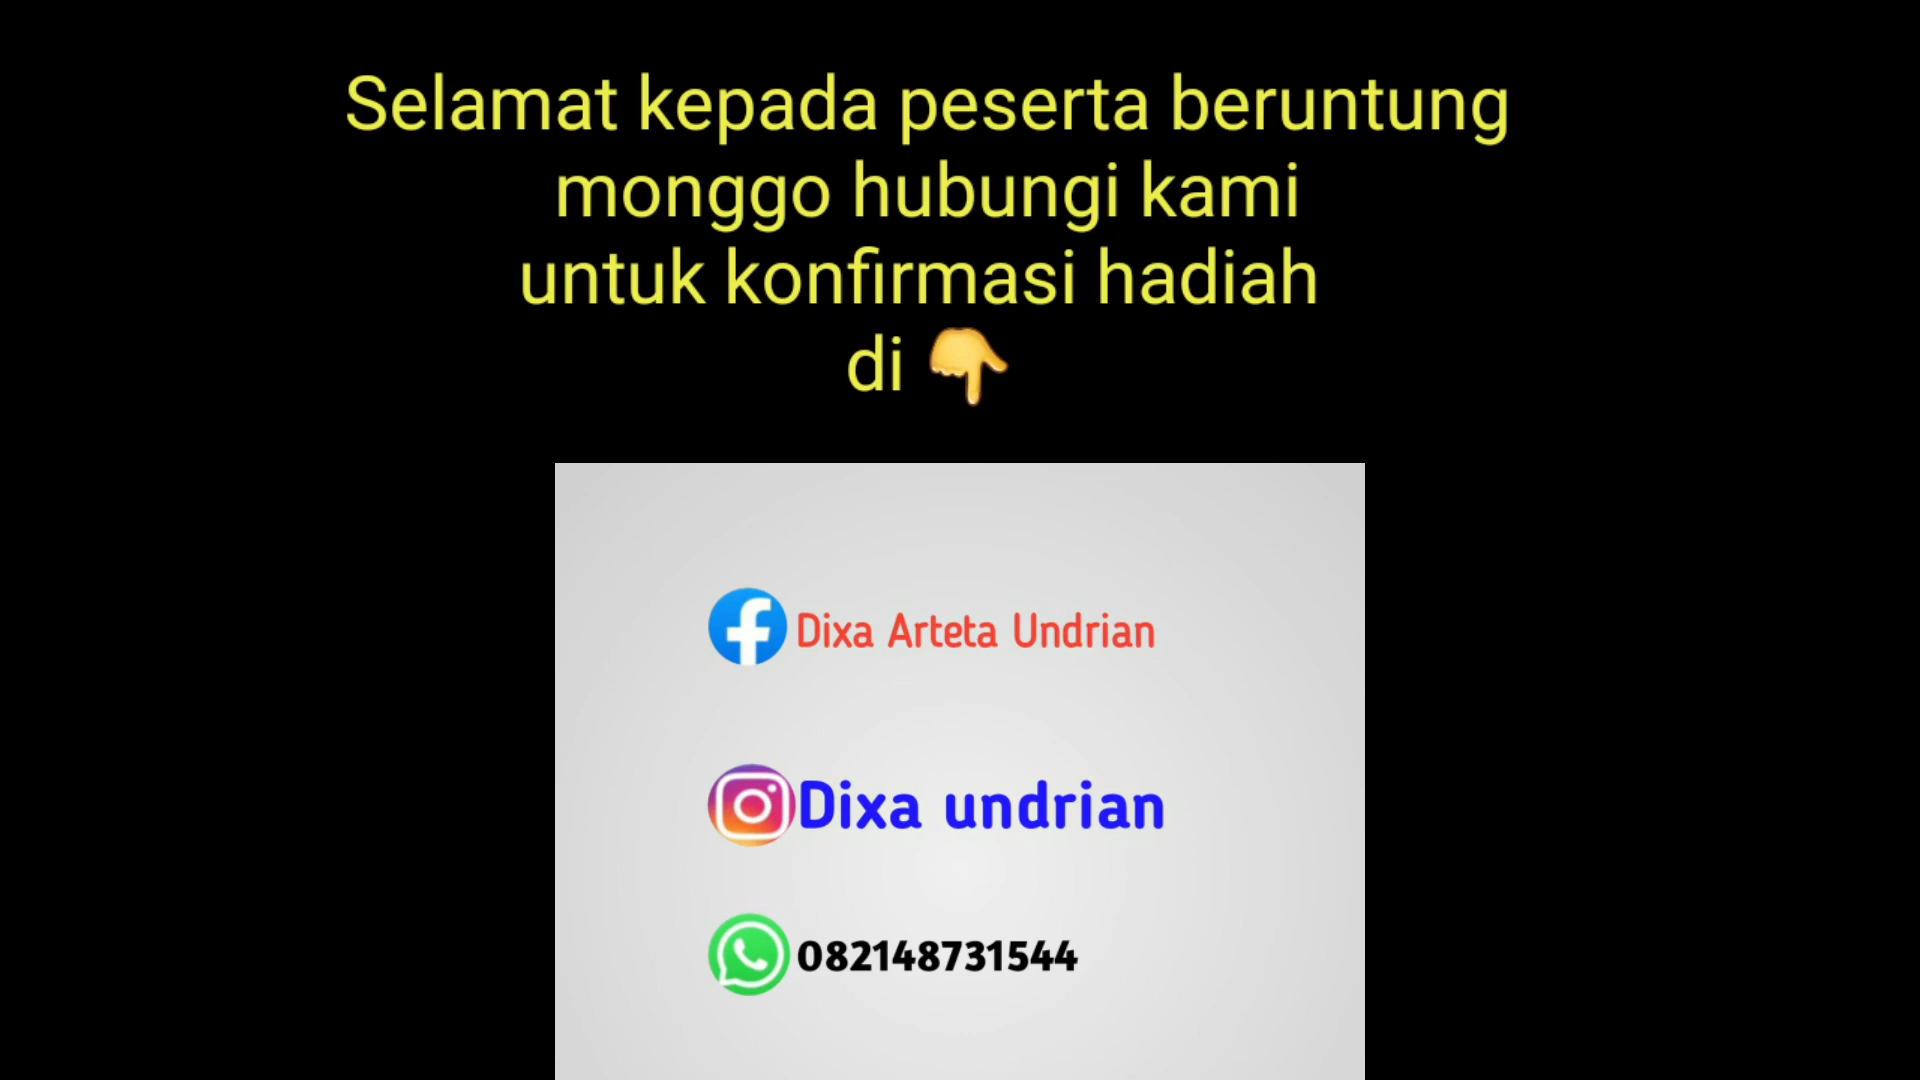 Selamat kepada peserta beruntung
monggo hubungi kami
untuk konfirmasi hadiah
di 👇
Dixa Arteta Undrian
Dixa undrian
082148731544